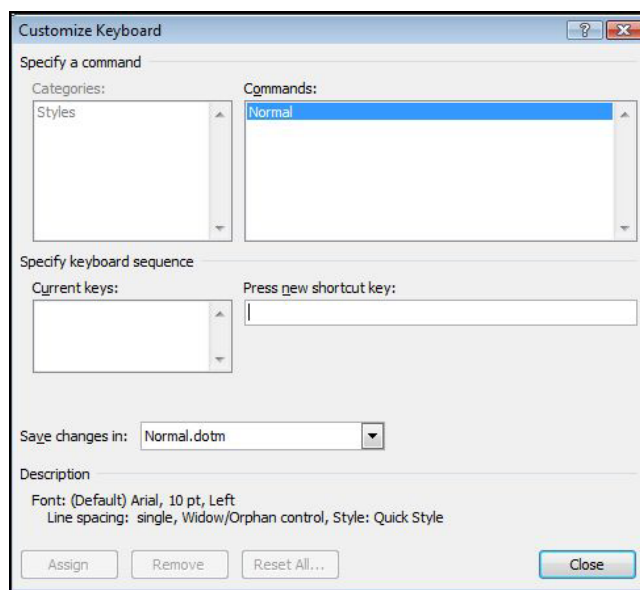 Customize Keyboard
Specify a command
Categories:
Commands:
Styles
Normal
Specify keyboard sequence
Current keys:
Press new shortcut key:
Save changes in:
Normal.dotm
Description
Font: (Default) Arial, 10 pt, Left
Line spacing: single, Widow/Orphan control, Style: Quick Style
Assign
Remove
Reset All...
Close